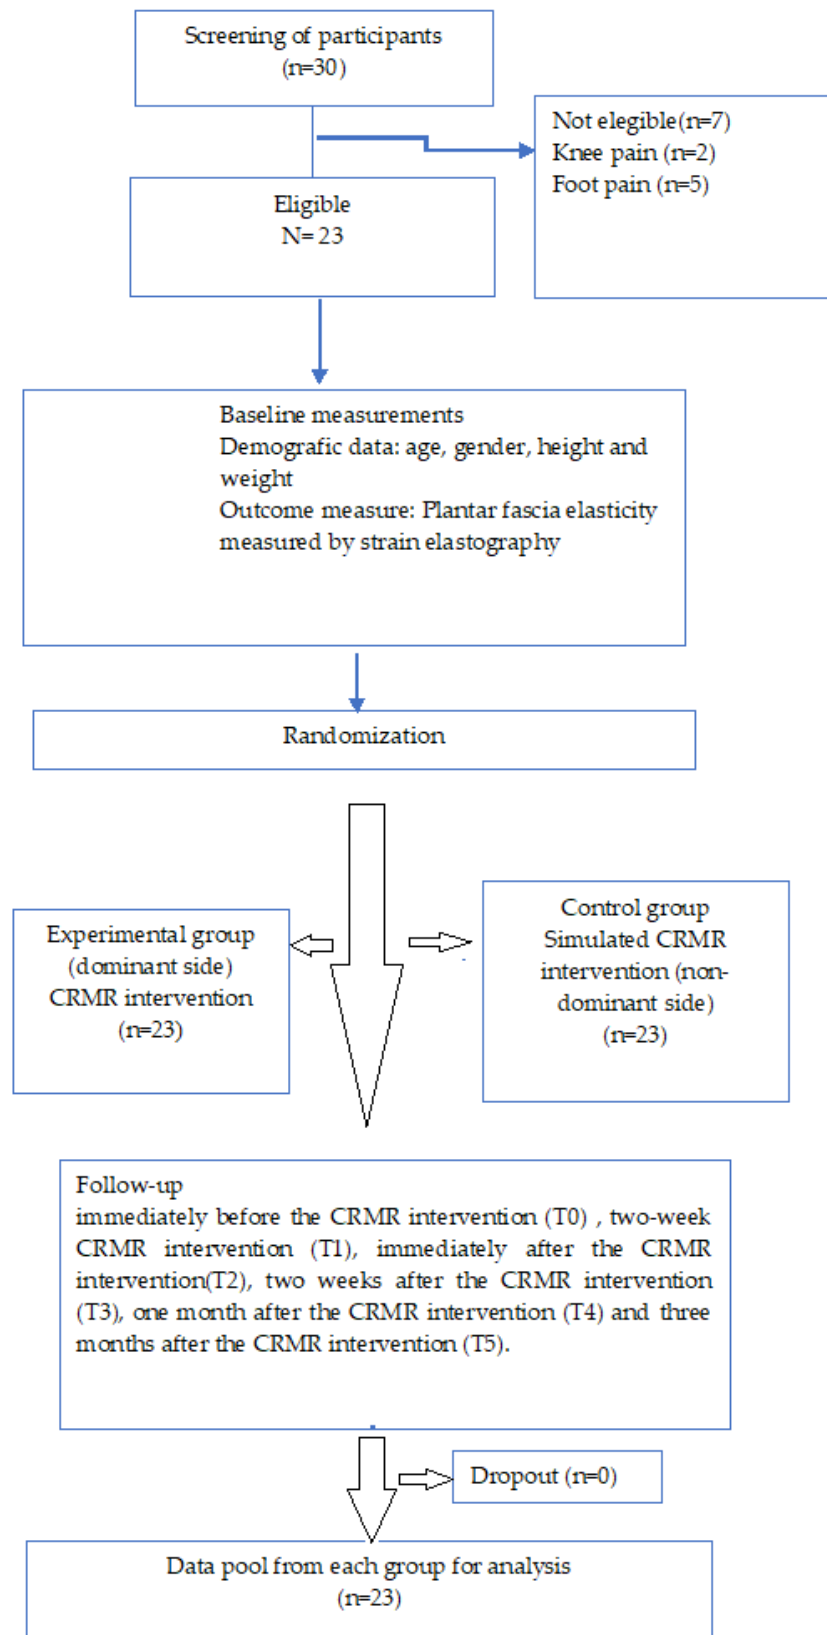 Screening of participants
(n=30)
Not elegible(n=7)
Knee pain (n=2)
Foot pain (n=5)
Eligible
N= 23
Baseline measurements
Demografic data: age, gender, height and
weight
Outcome measure: Plantar fascia elasticity
measured by strain elastography
Randomization
Experimental group
(dominant side)
CRMR intervention
(n=23)
Control group
Simulated CRMR
intervention (non-
dominant side)
(n=23)
Follow-up
immediately before the CRMR intervention (T0) , two-week
CRMR intervention (T1), immediately after the CRMR
intervention(T2), two weeks after the CRMR intervention
(T3), one month after the CRMR intervention (T4) and three
months after the CRMR intervention (T5).
Dropout (n=0)
Data pool from each group for analysis
(n=23)